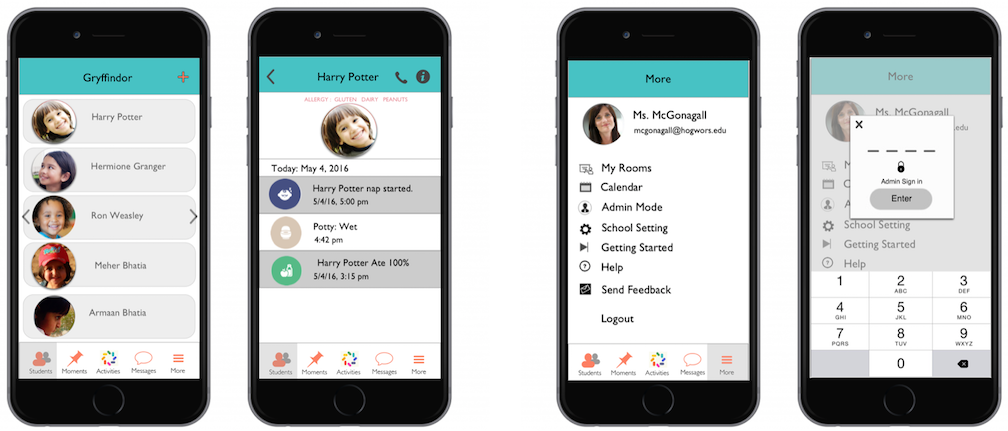 Gryffindor
Harry Potter
Hermione Granger
Ron Weasley
Meher Bhatia
Armaan Bhatia
Students Moments Activities Messages More
Harry Potter
ALLERGY : GLUTEN DAIRY PEANUTS
Today: May 4, 2016
Harry Potter nap started.
5/4/16, 5:00 pm
Potty: Wet
4:42 pm
Harry Potter Ate 100%
5/4/16, 3:15 pm
Students Moments Activities Messages More
More
Ms. McGonagall
mcgonagall@hogwors.edu
My Rooms
Calendar
Admin Mode
School Setting
Getting Started
Help
Send Feedback
Logout
Students Moments Activities Messages More
More
Ms. McGonagall
.edu
M
C
A
Admin Sign in
Enter
School Setting
Getting Started
Help
1 2 3
ABC DEF
4 5 6
GHI JKL MNO
7 8 9
PQRS TUV WXYZ
0